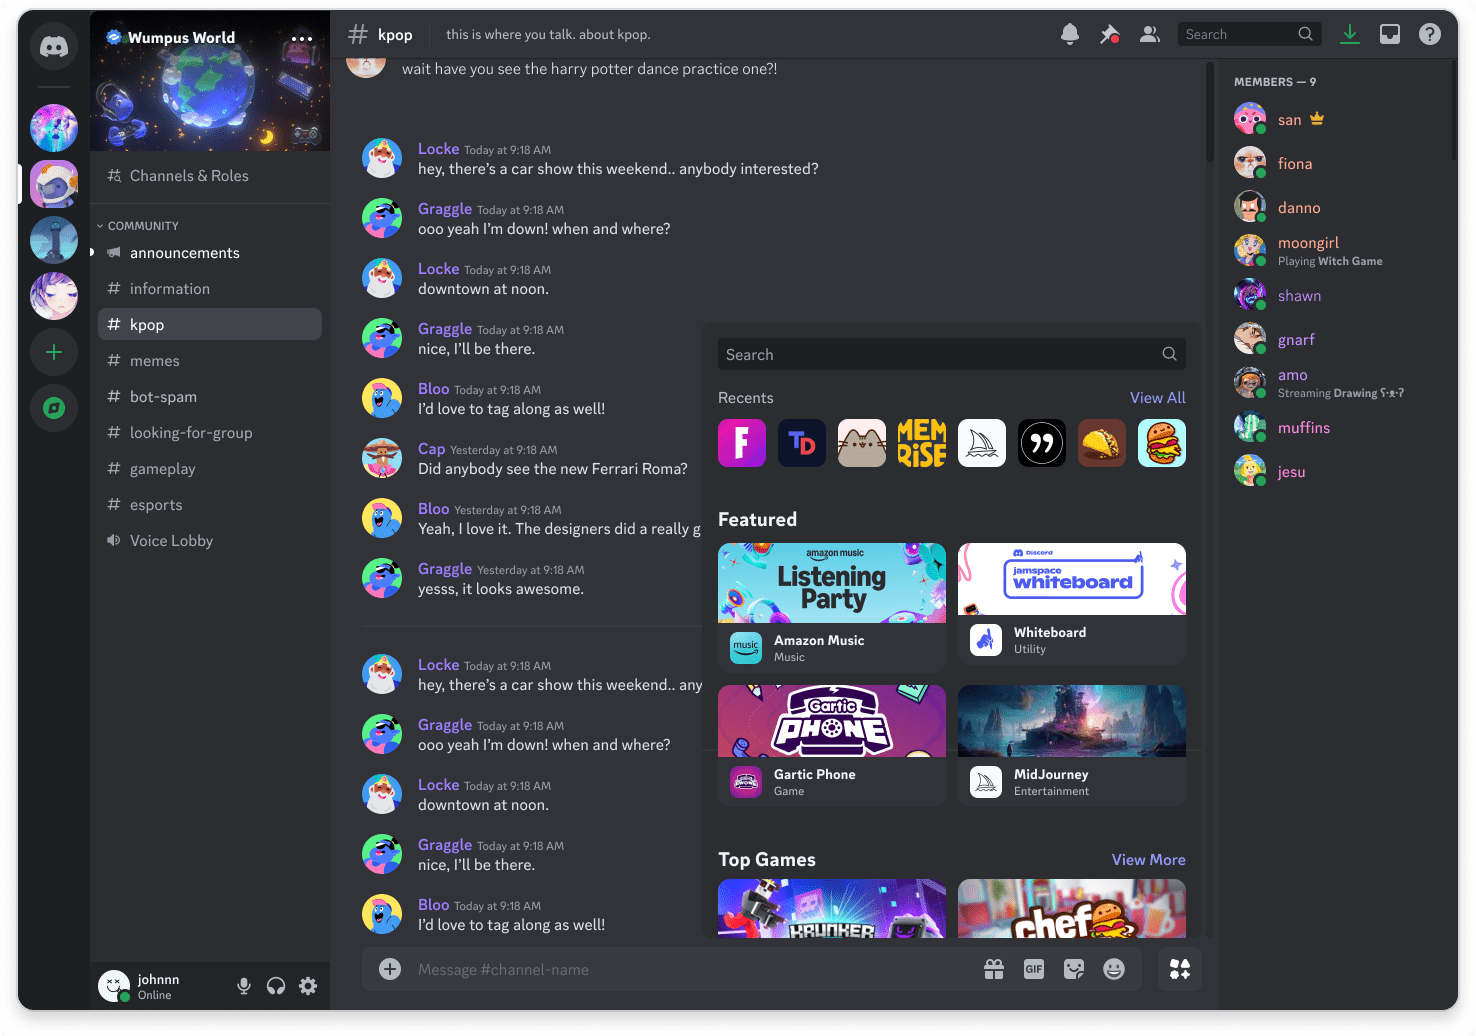 Wumpus World
Channels & Roles
COMMUNITY
announcements
information
kpop
memes
bot-spam
looking-for-group
gameplay
esports
Voice Lobby
johnnn
Online
kpop
this is where you talk. about kpop.
Search
wait have you see the harry potter dance practice one?!
Locke Today at 9:18 AM
hey, there's a car show this weekend.. anybody interested?
Graggle Today at 9:18 AM
ooo yeah I'm down! when and where?
Locke Today at 9:18 AM
downtown at noon.
Graggle Today at 9:18 AM
nice, I'll be there.
Bloo Today at 9:18 AM
I'd love to tag along as well!
Cap Yesterday at 9:18 AM
Did anybody see the new Ferrari Roma?
Bloo Yesterday at 9:18 AM
Yeah, I love it. The designers did a really g
Graggle Yesterday at 9:18 AM
yesss, it looks awesome.
Locke Today at 9:18 AM
hey, there's a car show this weekend.. any
Graggle Today at 9:18 AM
ooo yeah I'm down! when and where?
Locke Today at 9:18 AM
downtown at noon.
Graggle Today at 9:18 AM
nice, I'll be there.
Bloo Today at 9:18 AM
I'd love to tag along as well!
Message #channel-name
GIF
Search
Recents
View All
F
TD
MEM
RiSE
Featured
amazon music
Listening
Party
music
Amazon Music
Music
Discord
jamspace
whiteboard
Whiteboard
Utility
Gartic
PHONE
Gartic Phone
Game
MidJourney
Entertainment
Top Games
View More
KRUNKER
chef
MEMBERS — 9
san
fiona
danno
moongirl
Playing Witch Game
shawn
gnarf
amo
Streaming Drawing ʕ•ᴥ•ʔ
muffins
jesu